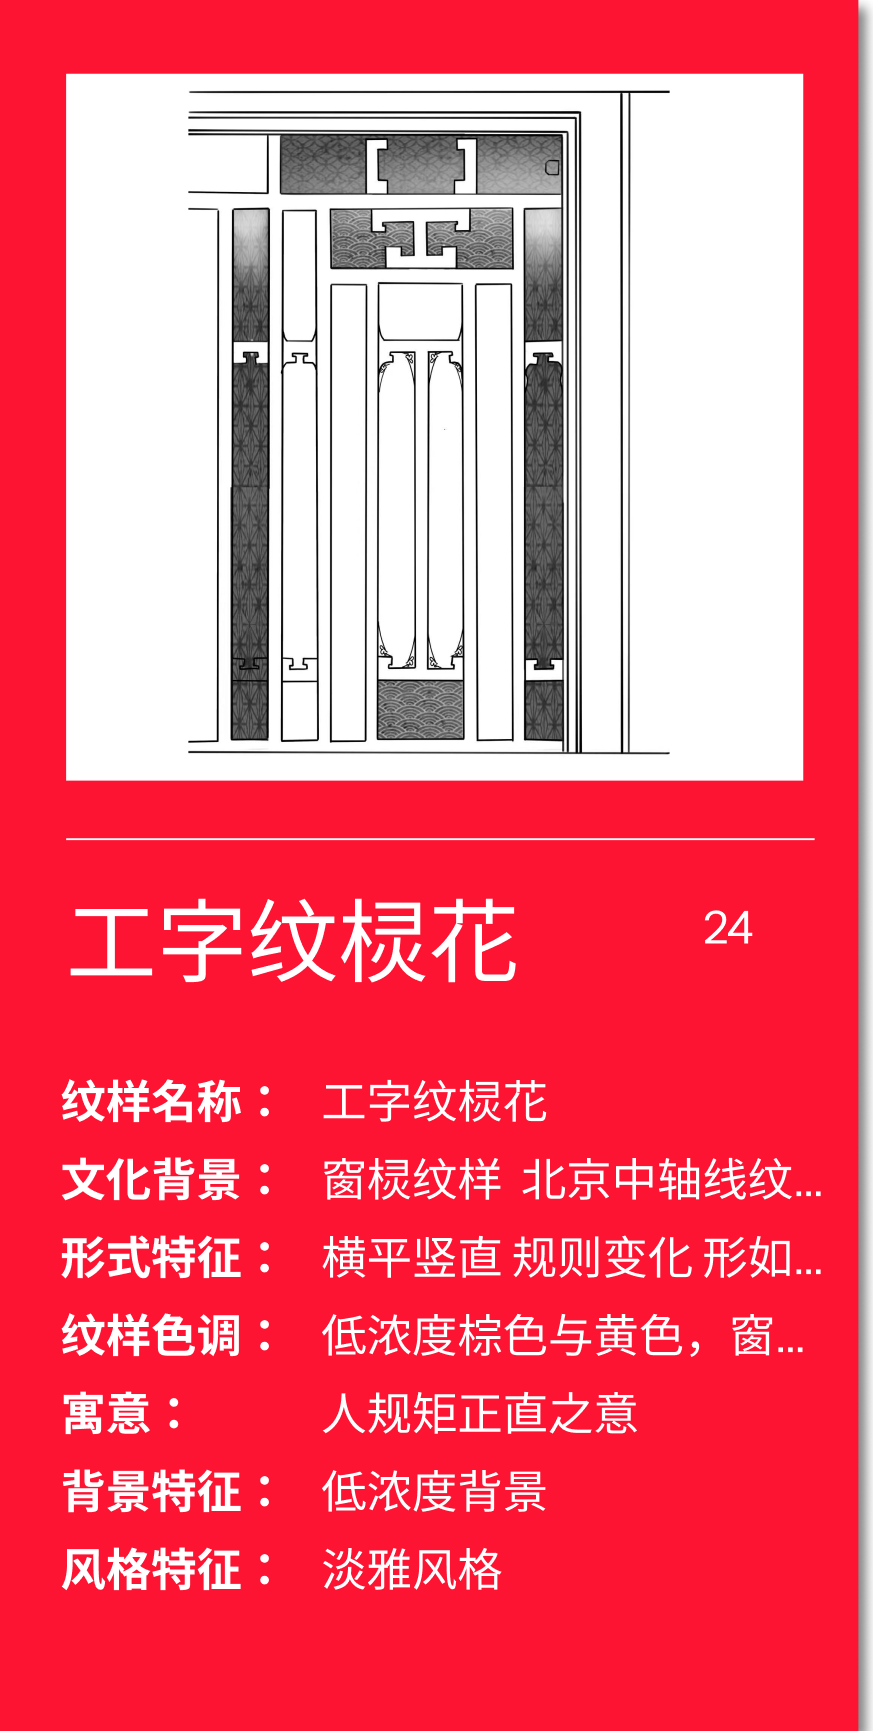 工字纹棂花
24
纹样名称：工字纹棂花
文化背景：窗棂纹样 北京中轴线纹...
形式特征：横平竖直 规则变化 形如...
纹样色调：低浓度棕色与黄色，窗...
寓意：人规矩正直之意
背景特征：低浓度背景
风格特征：淡雅风格